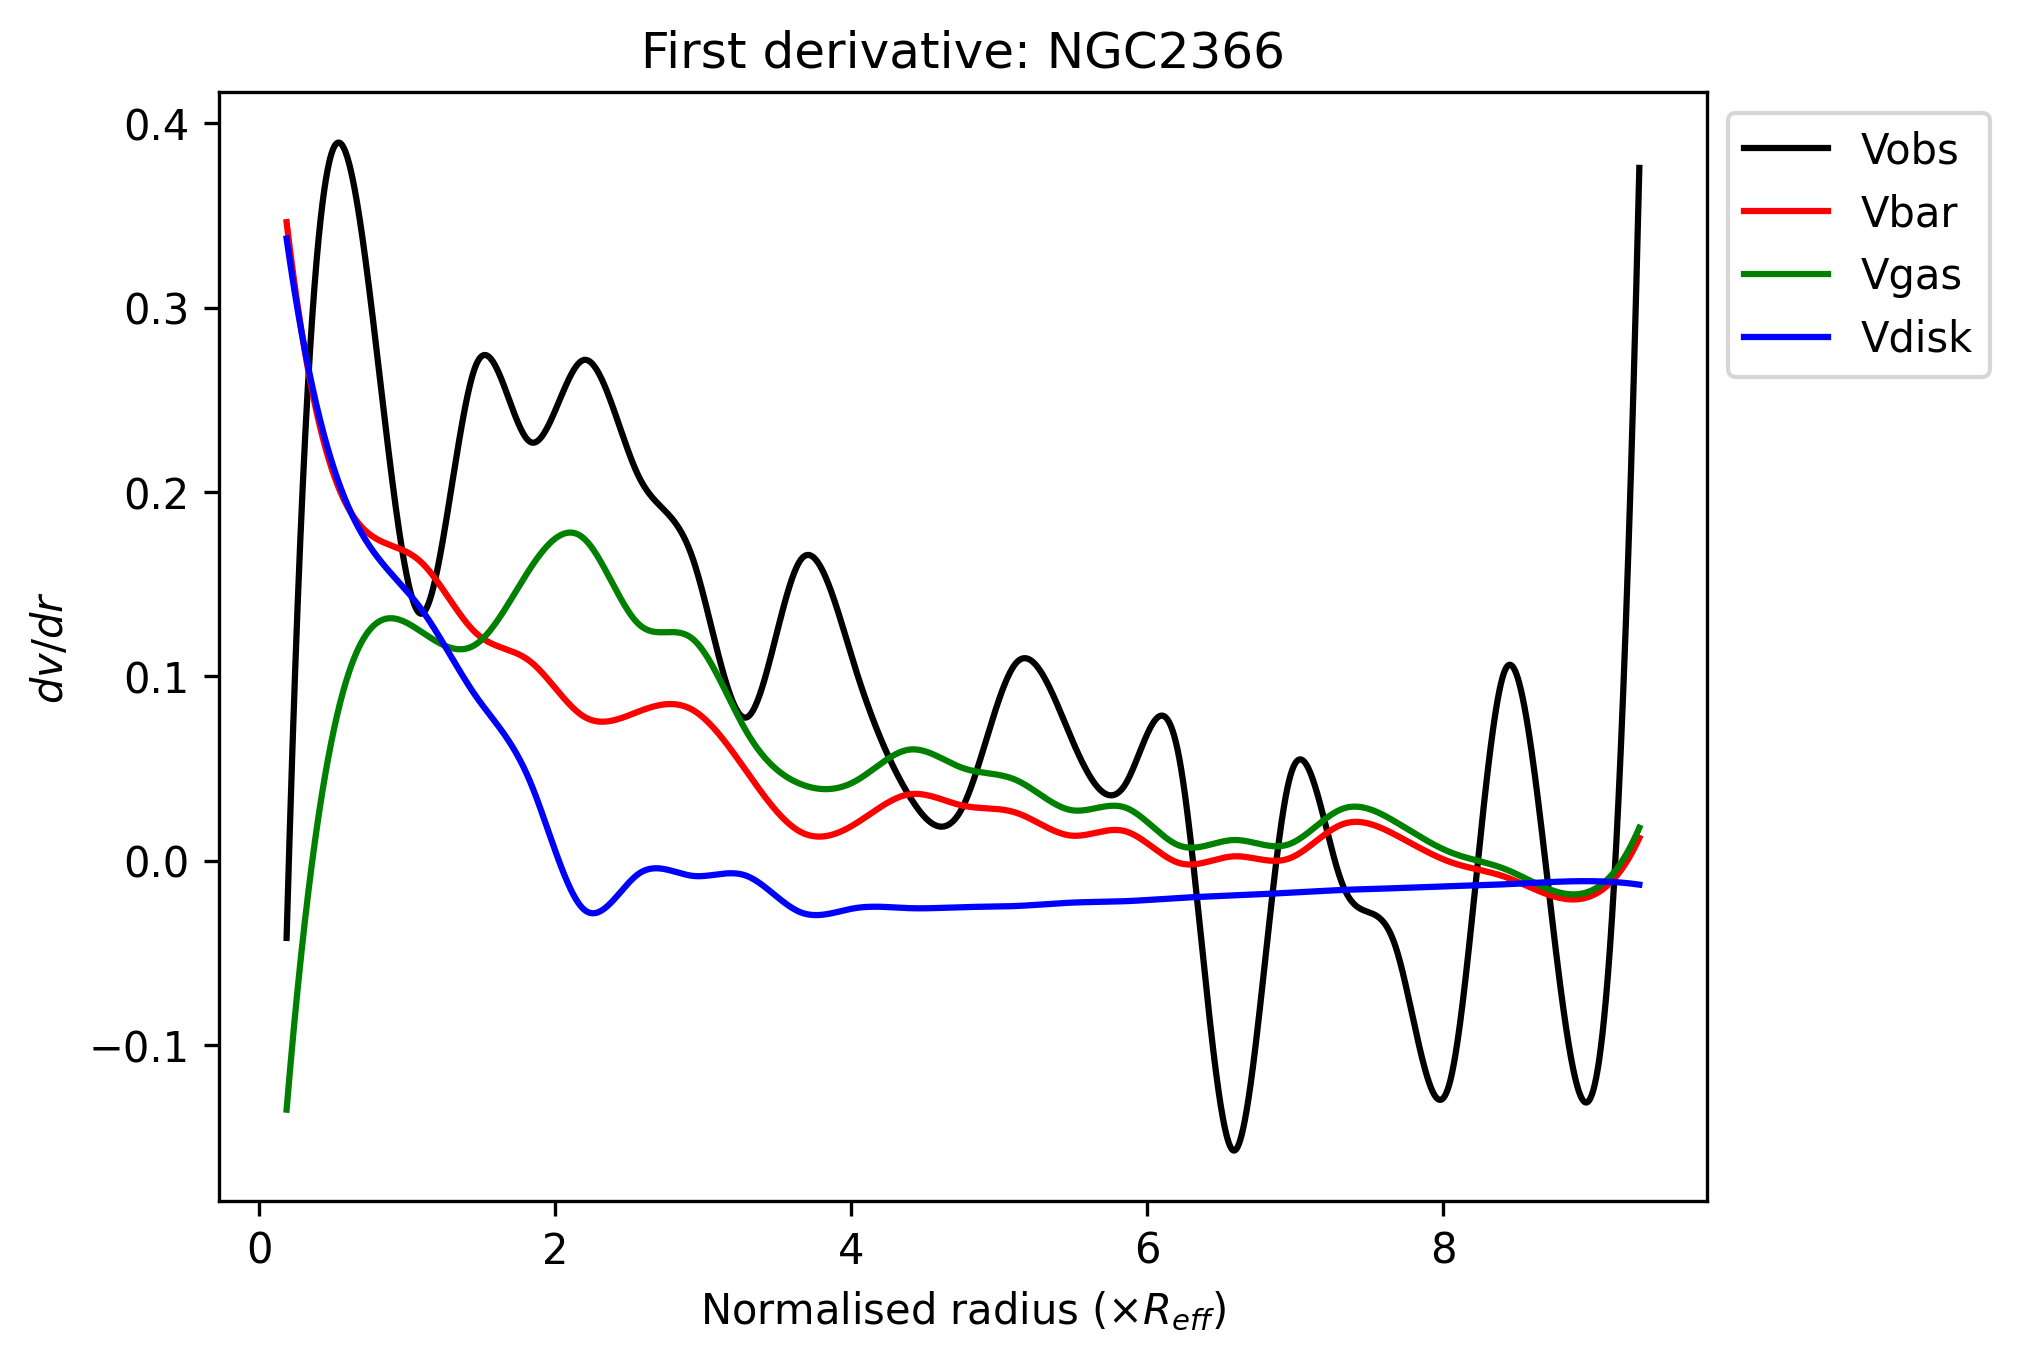 First derivative: NGC2366
0.4
0.3
0.2
0.1
0.0
−0.1
dv/dr
0 2 4 6 8
Normalised radius (×R_eff)
Vobs
Vbar
Vgas
Vdisk